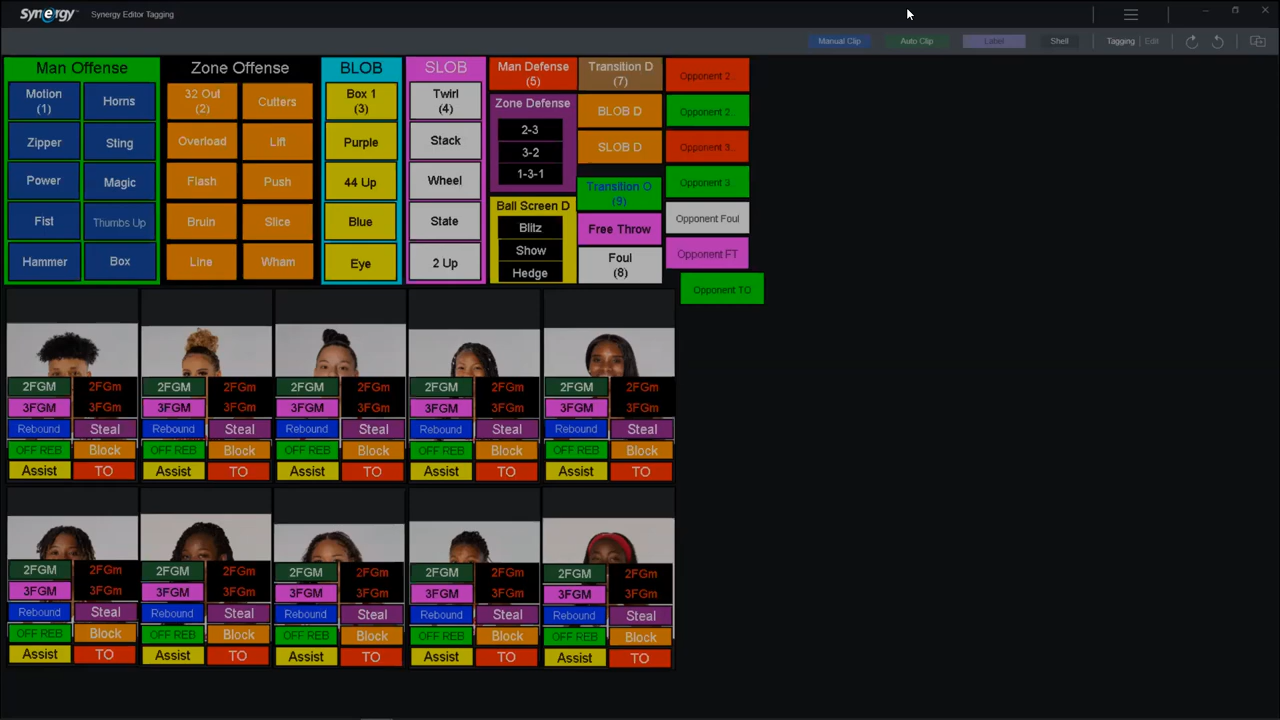 Synergy Synergy Editor Tagging
Manual Clip Auto Clip Label Shell Tagging Edit
Man Offense
Motion
(1)
Horns
Zipper Sting
Power Magic
Fist Thumbs Up
Hammer Box
Zone Offense
32 Out
(2)
Cutters
Overload Lift
Flash Push
Bruin Slice
Line Wham
BLOB
Box 1
(3)
Purple
44 Up
Blue
Eye
SLOB
Twirl
(4)
Stack
Wheel
State
2 Up
Man Defense
(5)
Zone Defense
2-3
3-2
1-3-1
Ball Screen D
Blitz
Show
Hedge
Transition D
(7)
BLOB D
SLOB D
Transition O
(9)
Free Throw
Foul
(8)
Opponent 2...
Opponent 2...
Opponent 3...
Opponent 3...
Opponent Foul
Opponent FT
Opponent TO
2FGM 2FGm 2FGM 2FGm 2FGM 2FGm 2FGM 2FGm 2FGM 2FGm
3FGM 3FGm 3FGM 3FGm 3FGM 3FGm 3FGM 3FGm 3FGM 3FGm
Rebound Steal Rebound Steal Rebound Steal Rebound Steal Rebound Steal
OFF REB Block OFF REB Block OFF REB Block OFF REB Block OFF REB Block
Assist TO Assist TO Assist TO Assist TO Assist TO
2FGM 2FGm 2FGM 2FGm 2FGM 2FGm 2FGM 2FGm 2FGM 2FGm
3FGM 3FGm 3FGM 3FGm 3FGM 3FGm 3FGM 3FGm 3FGM 3FGm
Rebound Steal Rebound Steal Rebound Steal Rebound Steal Rebound Steal
OFF REB Block OFF REB Block OFF REB Block OFF REB Block OFF REB Block
Assist TO Assist TO Assist TO Assist TO Assist TO